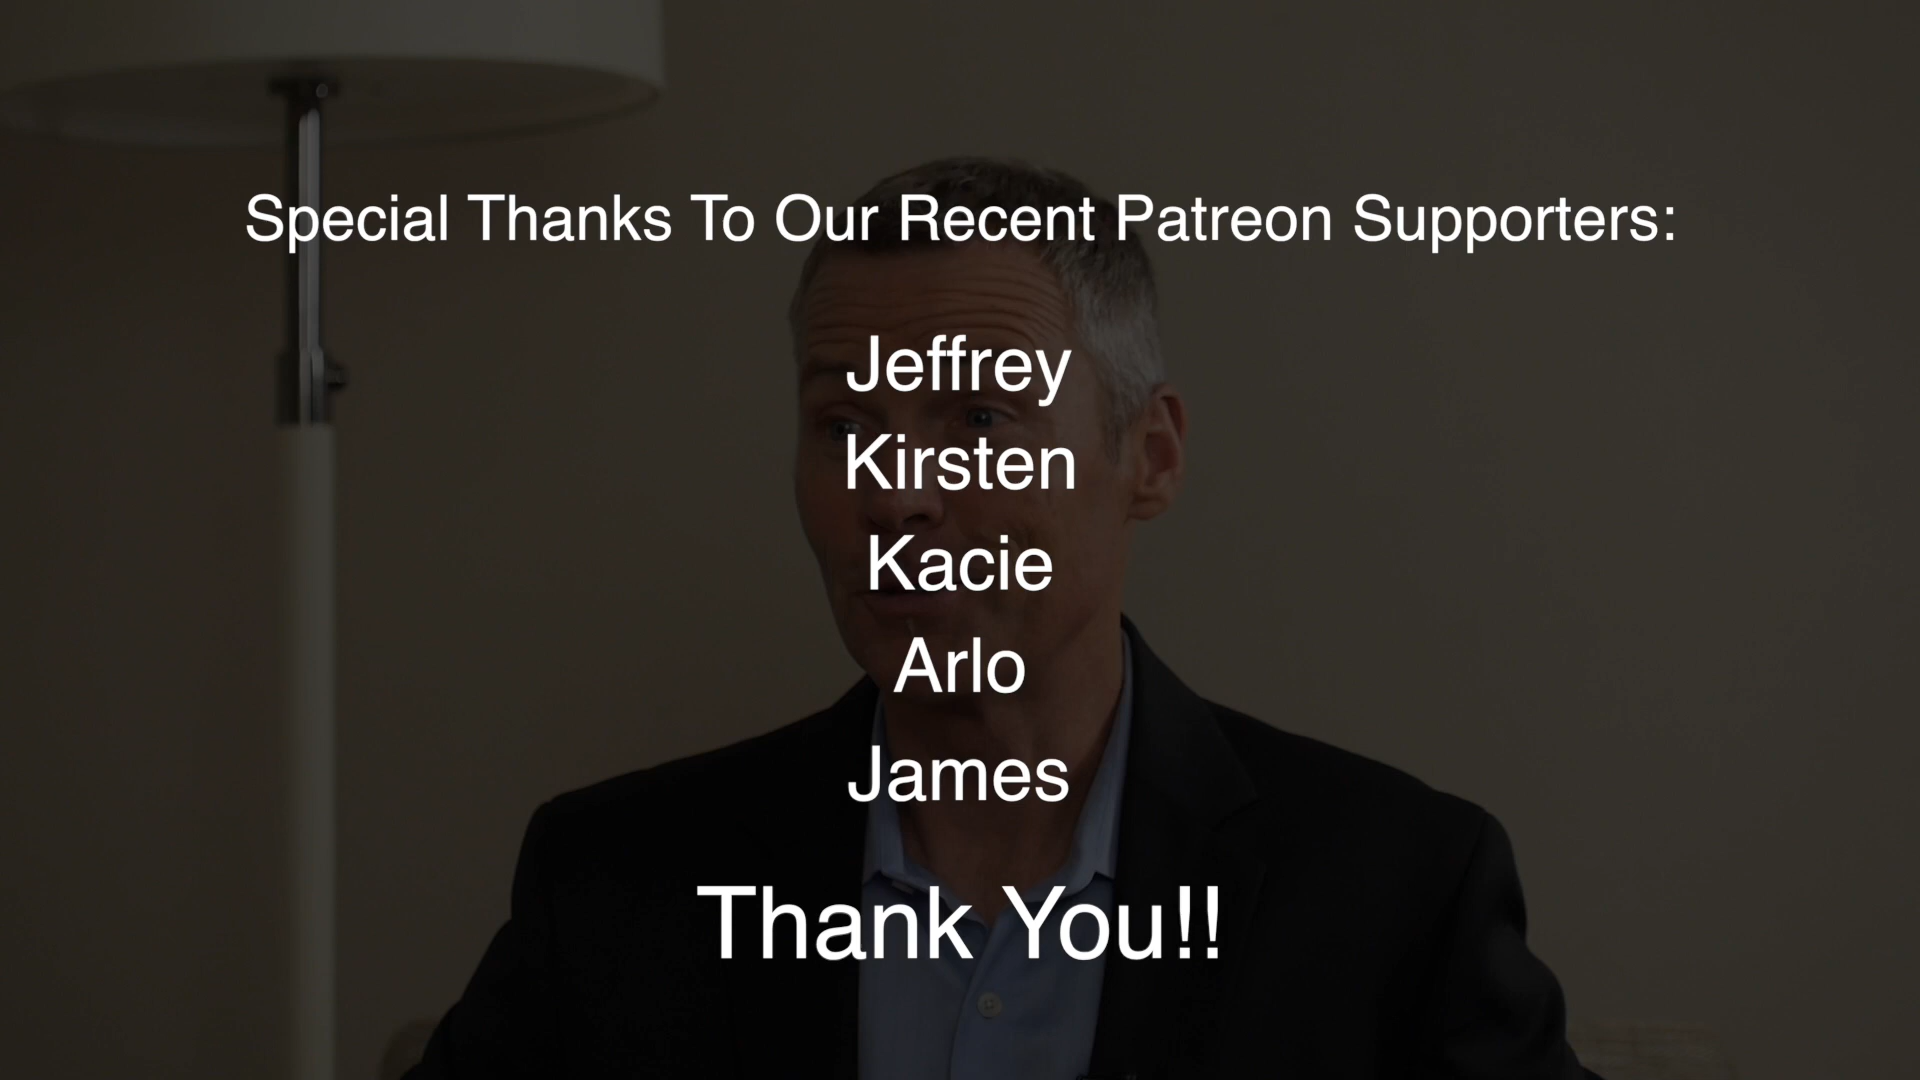 Special Thanks To Our Recent Patreon Supporters:
Jeffrey
Kirsten
Kacie
Arlo
James
Thank You!!